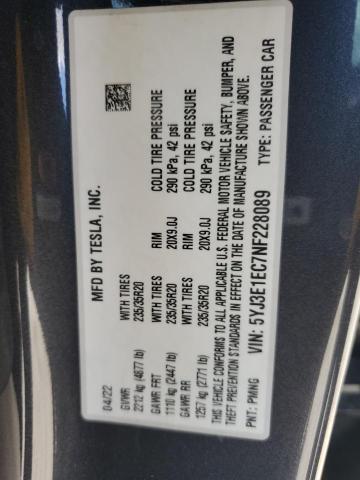 MFD BY TESLA, INC.
04/22
GVWR WITH TIRES RIM COLD TIRE PRESSURE
2212 kg (4877 lb) 235/35R20 20X9.0J 290 kPa, 42 psi
GAWR FRT
1110 kg (2447 lb) 235/35R20 20X9.0J 290 kPa, 42 psi
GAWR RR WITH TIRES RIM COLD TIRE PRESSURE
1257 kg (2771 lb)
THIS VEHICLE CONFORMS TO ALL APPLICABLE U.S. FEDERAL MOTOR VEHICLE SAFETY, BUMPER, AND
THEFT PREVENTION STANDARDS IN EFFECT ON THE DATE OF MANUFACTURE SHOWN ABOVE.
VIN: 5YJ3E1EC7NF228089 TYPE: PASSENGER CAR
PNT: PMNG